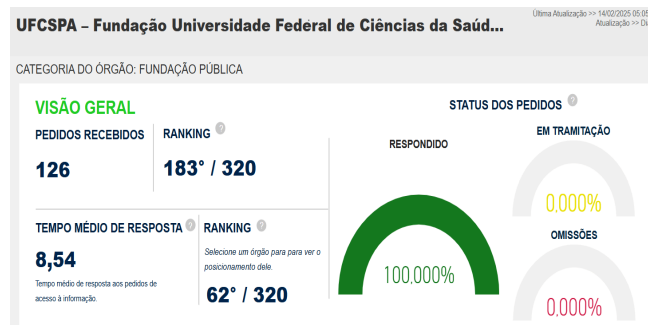 Última Atualização >> 14/02/2025 05:05
Atualização >>
UFCSPA – Fundação Universidade Federal de Ciências da Saúd...
CATEGORIA DO ÓRGÃO: FUNDAÇÃO PÚBLICA
VISÃO GERAL
PEDIDOS RECEBIDOS
126
RANKING ?
183° / 320
TEMPO MÉDIO DE RESPOSTA ?
8,54
Tempo médio de resposta aos pedidos de
acesso à informação.
RANKING ?
Selecione um órgão para para ver o
posicionamento dele.
62° / 320
STATUS DOS PEDIDOS ?
RESPONDIDO
100,000%
EM TRAMITAÇÃO
0,000%
OMISSÕES
0,000%